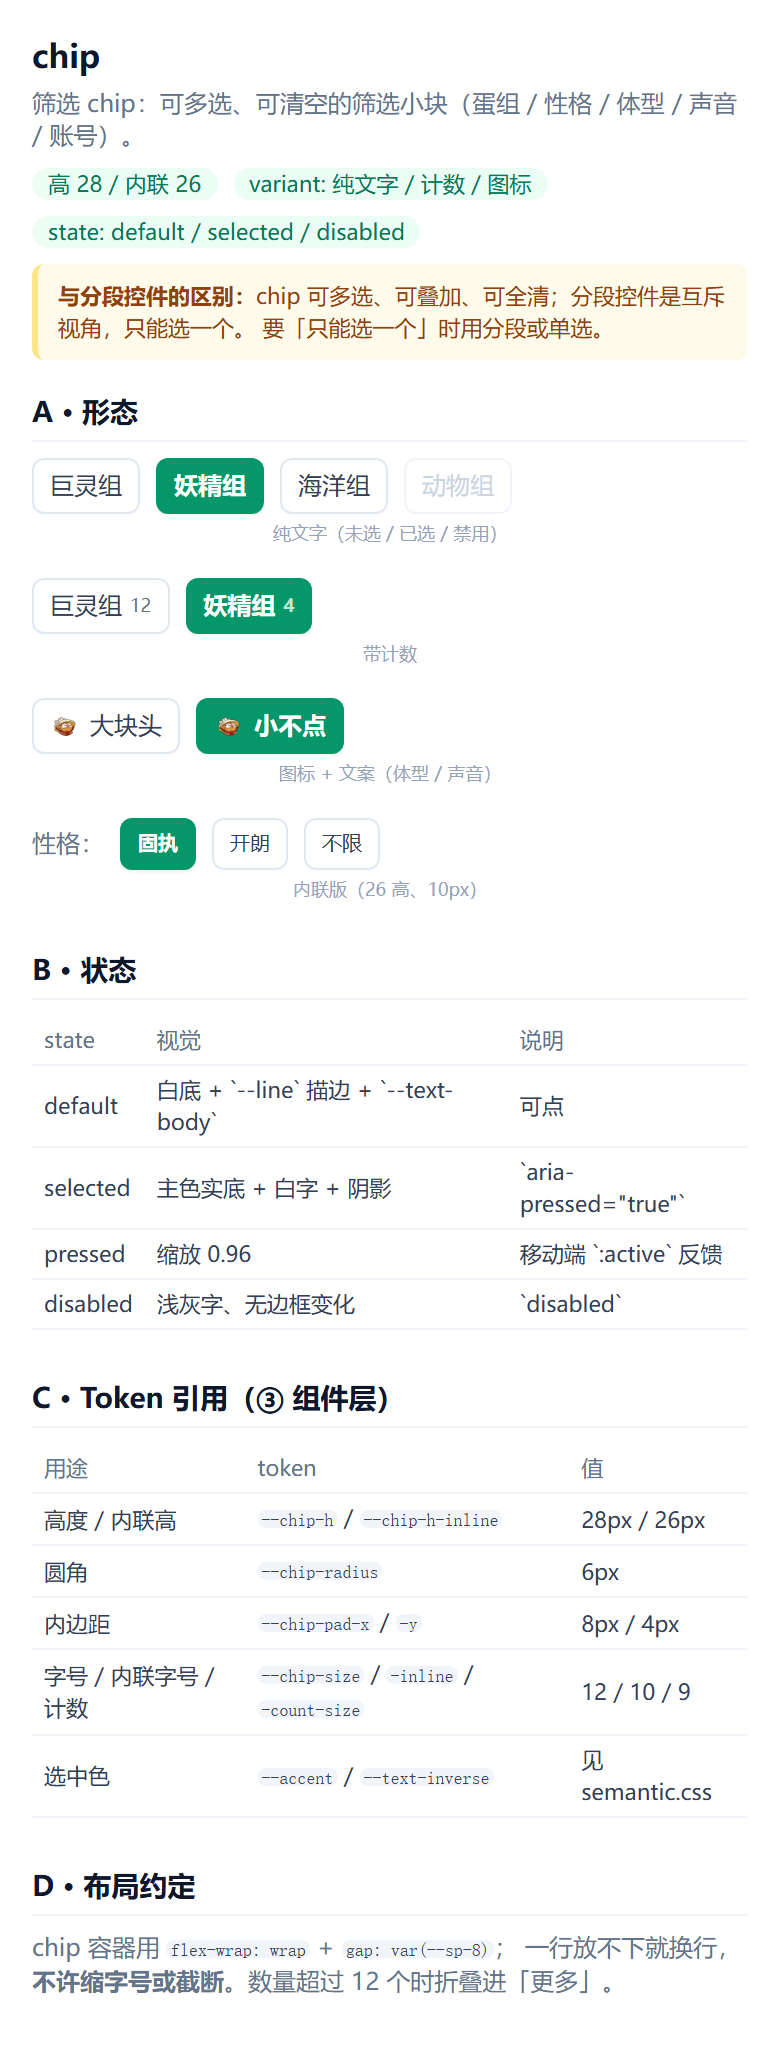 chip
筛选 chip：可多选、可清空的筛选小块（蛋组 / 性格 / 体型 / 声音
/ 账号）。
高 28 / 内联 26
variant: 纯文字 / 计数 / 图标
state: default / selected / disabled
与分段控件的区别：chip 可多选、可叠加、可全清；分段控件是互斥
视角，只能选一个。 要「只能选一个」时用分段或单选。
A · 形态
巨灵组 妖精组 海洋组 动物组
纯文字（未选 / 已选 / 禁用）
巨灵组 12 妖精组 4
带计数
大块头 小不点
图标 + 文案（体型 / 声音）
性格： 固执 开朗 不限
内联版（26 高、10px）
B · 状态
state 视觉 说明
default 白底 + `--line` 描边 + `--text-
body` 可点
selected 主色实底 + 白字 + 阴影 `aria-
pressed="true"`
pressed 缩放 0.96 移动端 `:active` 反馈
disabled 浅灰字、无边框变化 `disabled`
C · Token 引用（③ 组件层）
用途 token 值
高度 / 内联高 --chip-h / --chip-h-inline 28px / 26px
圆角 --chip-radius 6px
内边距 --chip-pad-x / -y 8px / 4px
字号 / 内联字号 /
计数 --chip-size / -inline /
-count-size 12 / 10 / 9
选中色 --accent / --text-inverse 见
semantic.css
D · 布局约定
chip 容器用 flex-wrap: wrap + gap: var(--sp-8)； 一行放不下就换行，
不许缩字号或截断。数量超过 12 个时折叠进「更多」。